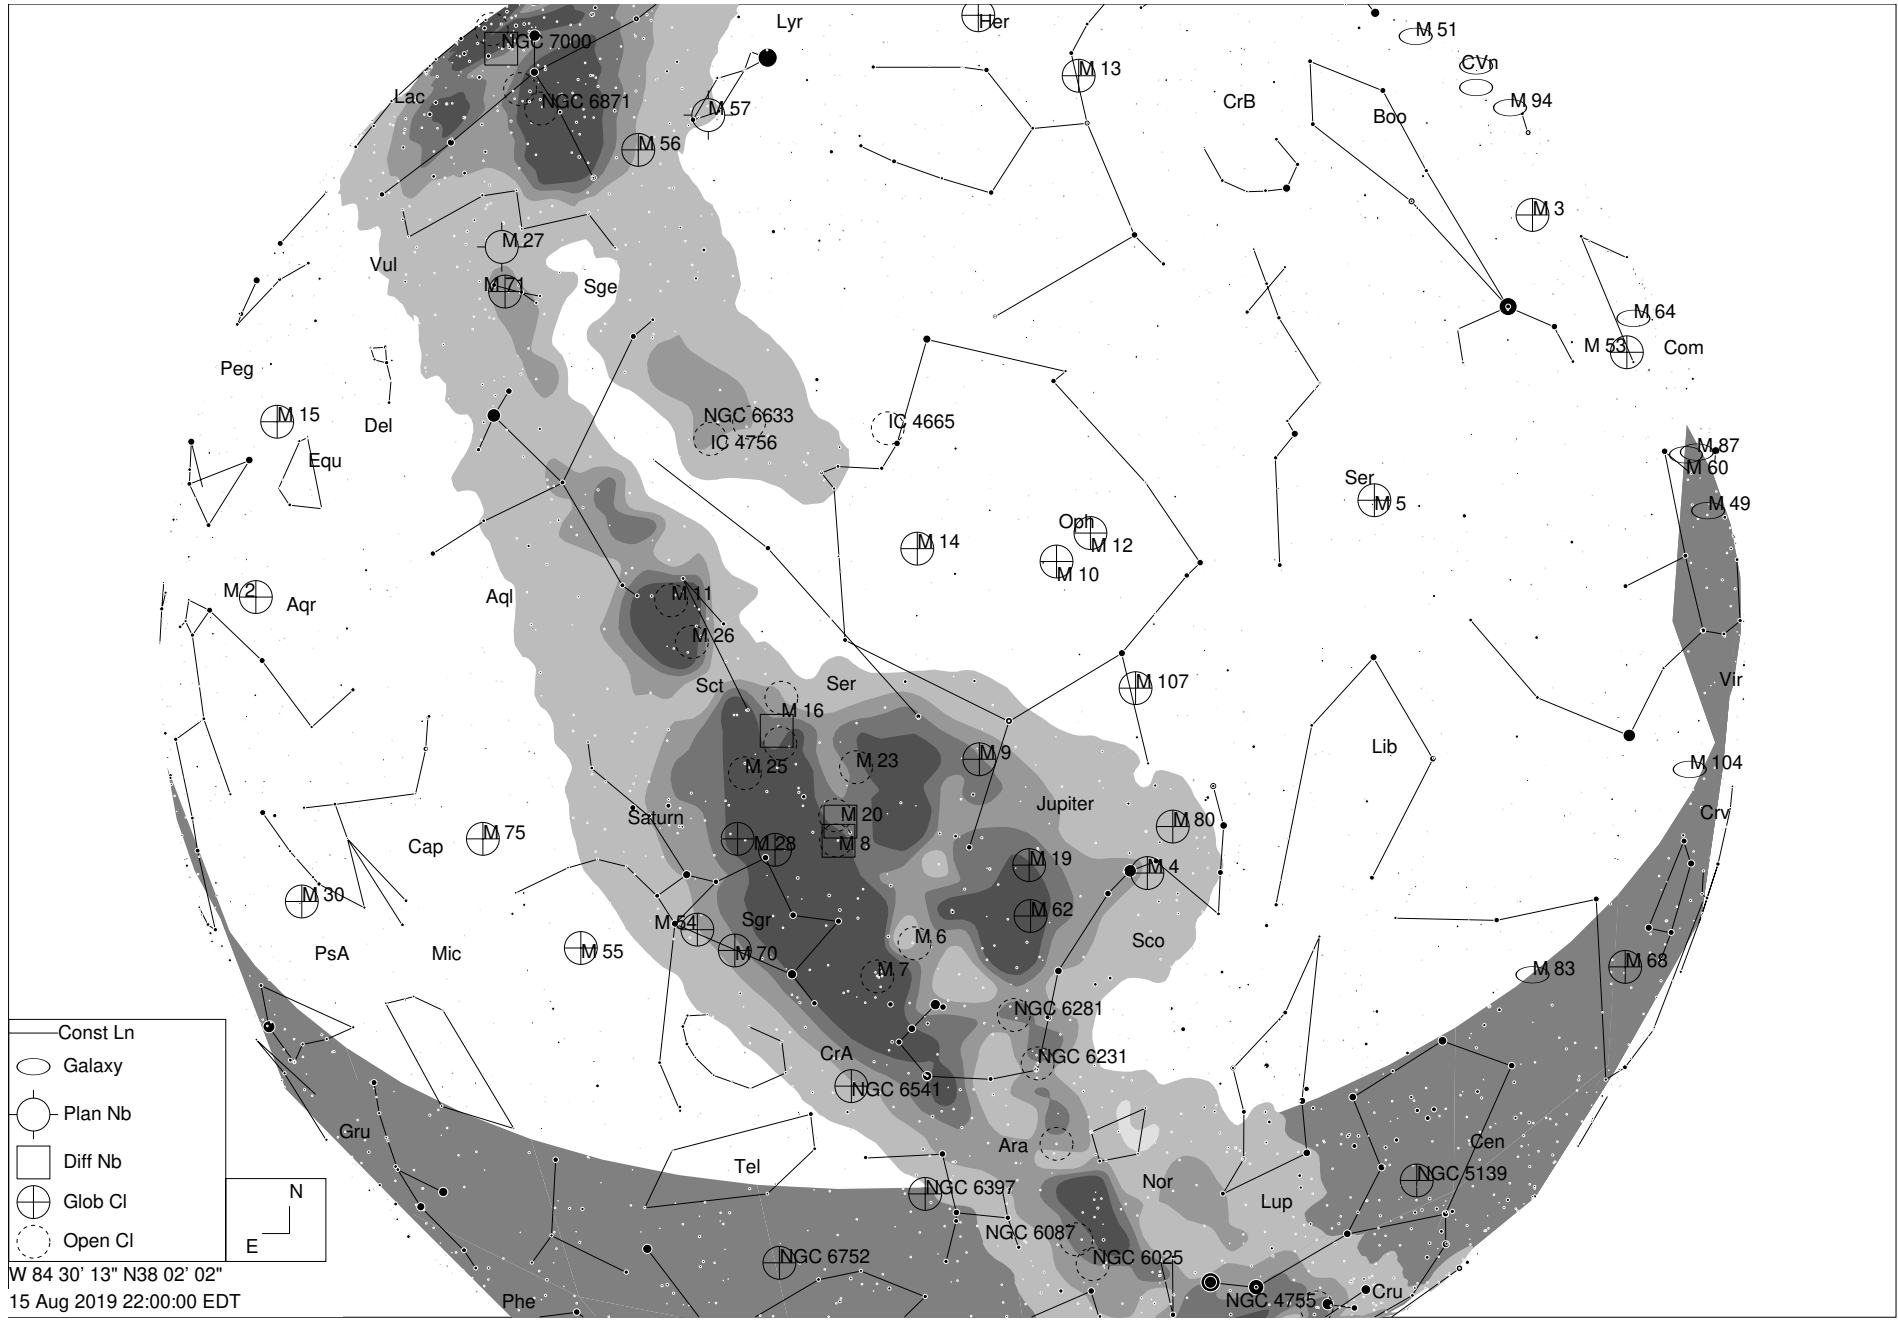 Lyr
Her
M 51
NGC 7000
CVn
M 13
Lac
NGC 6871
M 57
CrB
M 94
Boo
M 56
M 3
M 27
Vul
M 71
Sge
M 64
M 53
Com
Peg
M 15
Del
NGC 6633
IC 4665
IC 4756
Equ
M 87
M 60
Ser
M 5
M 49
Oph
M 14
M 12
M 10
M 2
Aqr
Aql
M 11
M 26
Sct
Ser
M 107
Vir
M 16
Lib
M 9
M 25
M 23
M 104
Jupiter
Saturn
M 20
M 80
Crv
Cap
M 75
M 28
M 8
M 19
M 4
M 30
M 54
Sgr
M 62
PsA
Mic
M 55
M 70
M 6
Sco
M 7
M 83
M 68
NGC 6281
Const Ln
CrA
NGC 6231
Galaxy
NGC 6541
Plan Nb
Gru
Ara
Cen
Diff Nb
Tel
Nor
NGC 5139
NGC 6397
Glob Cl
N
Lup
NGC 6087
Open Cl
E
NGC 6752
NGC 6025
W 84 30' 13" N38 02' 02"
Phe
NGC 4755
Cru
15 Aug 2019 22:00:00 EDT